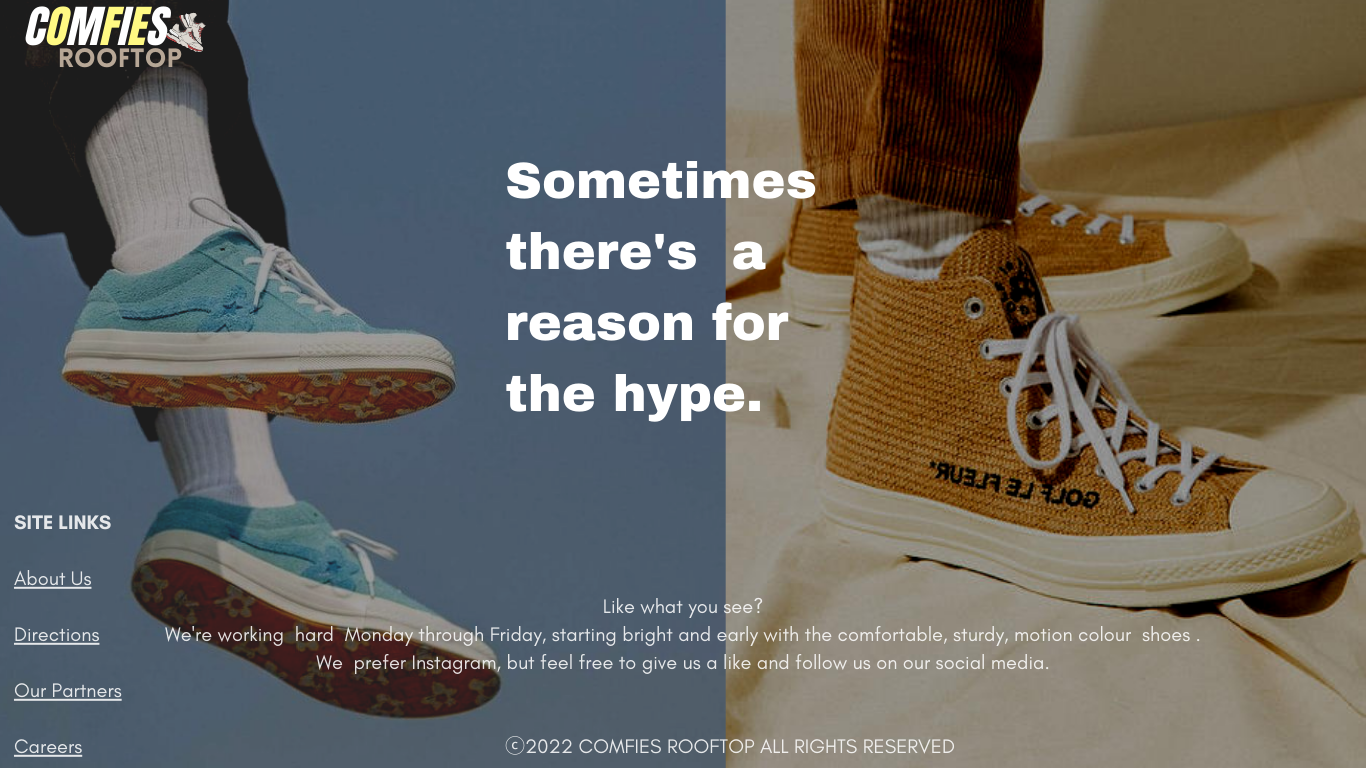 COMFIES
ROOFTOP
Sometimes
there's a
reason for
the hype.
GOLF LE FLEUR*
SITE LINKS
About Us
Directions
Our Partners
Careers
Like what you see?
We're working hard Monday through Friday, starting bright and early with the comfortable, sturdy, motion colour shoes .
We prefer Instagram, but feel free to give us a like and follow us on our social media.
©2022 COMFIES ROOFTOP ALL RIGHTS RESERVED